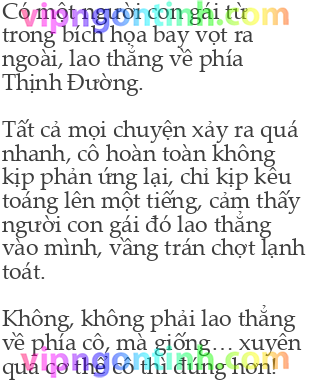 Có một người con gái từ
trong bích họa bay vọt ra
ngoài, lao thẳng về phía
Thịnh Đường.
Tất cả mọi chuyện xảy ra quá
nhanh, cô hoàn toàn không
kịp phản ứng lại, chỉ kịp kêu
toáng lên một tiếng, cảm thấy
người con gái đó lao thẳng
vào mình, vầng trán chợt lạnh
toát.
Không, không phải lao thẳng
về phía cô, mà giống... xuyên
qua cơ thể cô thì đúng hơn!
vipngontinh.com
vipngontinh.com